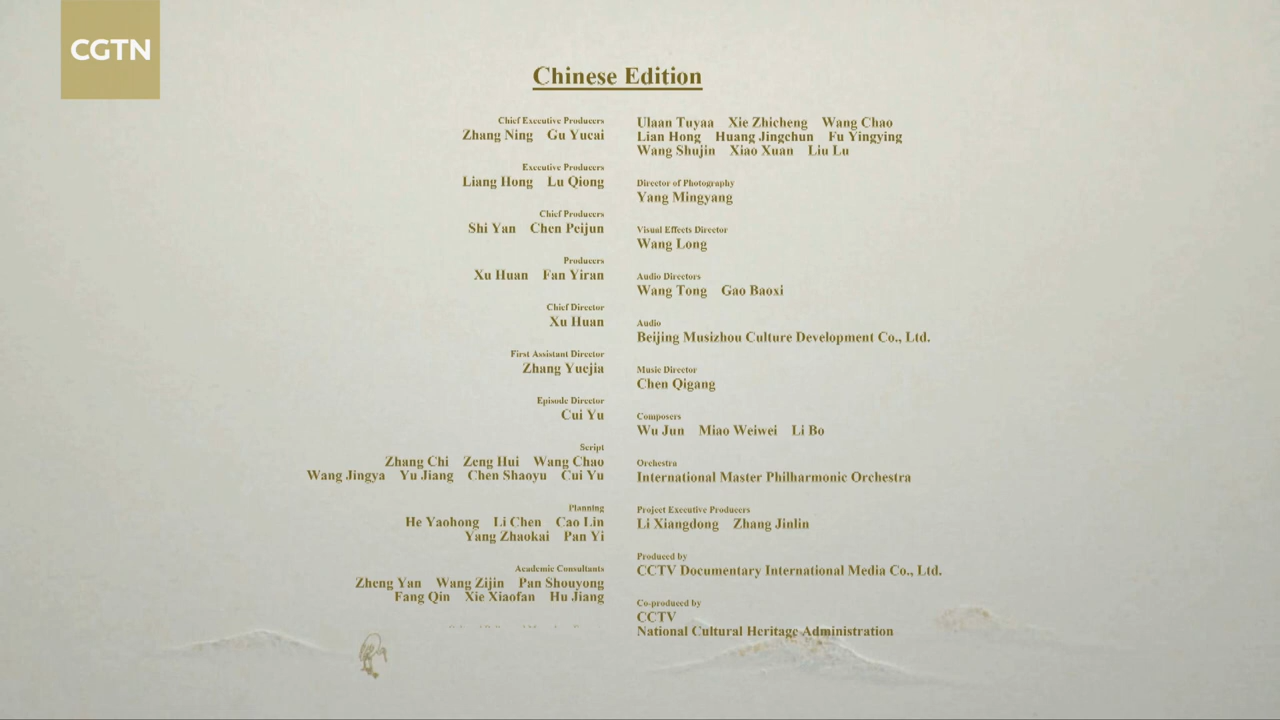 CGTN
Chinese Edition
Chief Executive Producers
Zhang Ning Gu Yucai
Executive Producers
Liang Hong Lu Qiong
Chief Producers
Shi Yan Chen Peijun
Producers
Xu Huan Fan Yiran
Chief Director
Xu Huan
First Assistant Director
Zhang Yuejia
Episode Director
Cui Yu
Script
Zhang Chi Zeng Hui Wang Chao
Wang Jingya Yu Jiang Chen Shaoyu Cui Yu
Planning
He Yaohong Li Chen Cao Lin
Yang Zhaokai Pan Yi
Academic Consultants
Zheng Yan Wang Zijin Pan Shouyong
Fang Qin Xie Xiaofan Hu Jiang
Ulaan Tuyaa Xie Zhicheng Wang Chao
Lian Hong Huang Jingchun Fu Yingying
Wang Shujin Xiao Xuan Liu Lu
Director of Photography
Yang Mingyang
Visual Effects Director
Wang Long
Audio Directors
Wang Tong Gao Baoxi
Audio
Beijing Musizhou Culture Development Co., Ltd.
Music Director
Chen Qigang
Composers
Wu Jun Miao Weiwei Li Bo
Orchestra
International Master Philharmonic Orchestra
Project Executive Producers
Li Xiangdong Zhang Jinlin
Produced by
CCTV Documentary International Media Co., Ltd.
Co-produced by
CCTV
National Cultural Heritage Administration